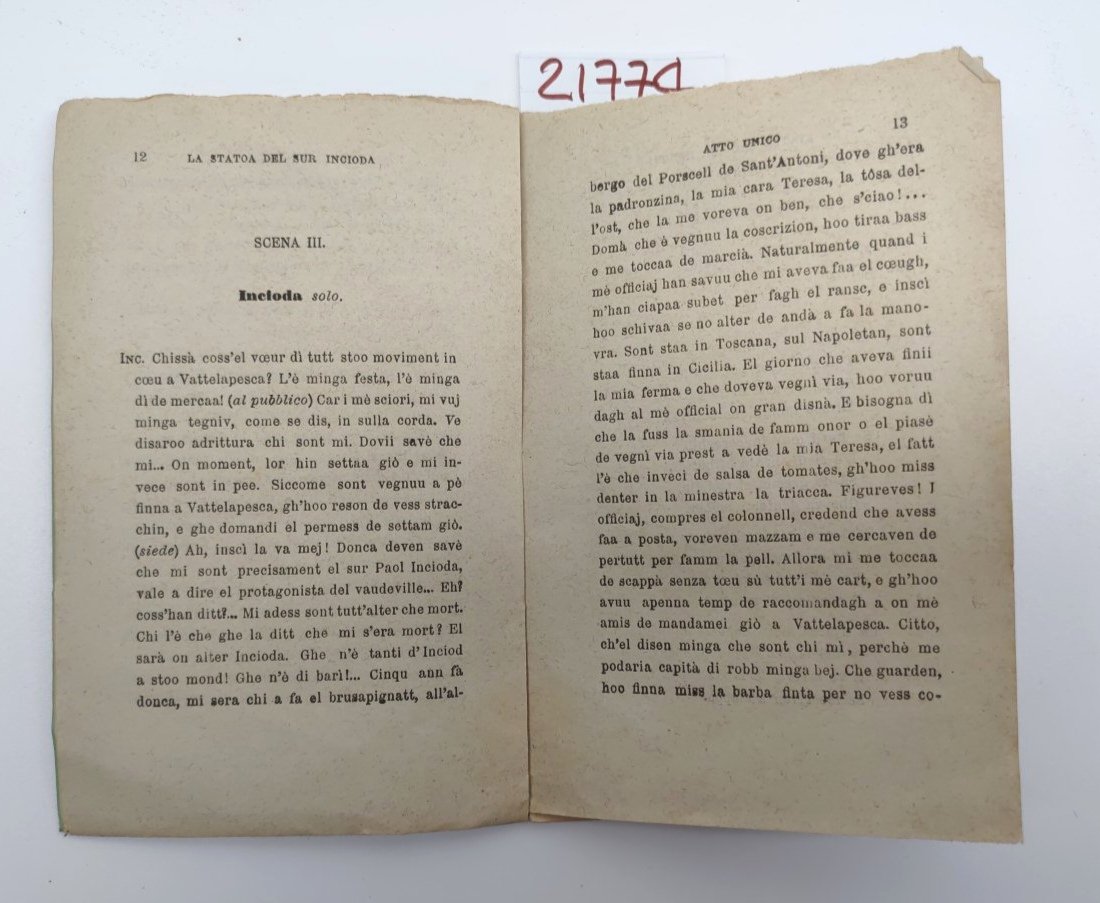 21774
12 LA STATOA DEL SUR INCIODA
SCENA III.
Incioda solo.
INC. Chissà coss'el vœur dì tutt stoo moviment in
cœu a Vattelapesca? L'è minga festa, l'è minga
dì de mercaa! (al pubblico) Car i mè sciori, mi vuj
minga tegniv, come se dis, in sulla corda. Ve
disaroo adrittura chi sont mi. Dovii savè che
mi... On moment, lor hin settaa giò e mi in-
vece sont in pee. Siccome sont vegnuu a pè
finna a Vattelapesca, gh'hoo reson de vess strac-
chin, e ghe domandi el permess de settam giò.
(siede) Ah, inscì la va mej! Donca deven savè
che mi sont precisament el sur Paol Incioda,
vale a dire el protagonista del vaudeville... Eh?
coss'han ditt?... Mi adess sont tutt'alter che mort.
Chi l'è che ghe la ditt che mi s'era mort? El
sarà on alter Incioda. Ghe n'è tanti d'Inciod
a stoo mond! Ghe n'è di barì!... Cinqu ann fà
donca, mi sera chi a fa el brusapignatt, all'al-
ATTO UNICO 13
bergo del Porscell de Sant'Antoni, dove gh'era
la padronzina, la mia cara Teresa, la tôsa del-
l'ost, che la me voreva on ben, che s'ciao!...
Domà che è vegnuu la coscrizion, hoo tiraa bass
e me toccaa de marcià. Naturalmente quand i
mè officiaj han savuu che mi aveva faa el cœugh,
m'han ciapaa subet per fagh el ransc, e inscì
hoo schivaa se no alter de andà a fa la mano-
vra. Sont staa in Toscana, sul Napoletan, sont
staa finna in Cicilia. El giorno che aveva finii
la mia ferma e che doveva vegnì via, hoo voruu
dagh al mè official on gran disnà. E bisogna dì
che la fuss la smania de famm onor o el piasè
de vegnì via prest a vedè la mia Teresa, el fatt
l'è che inveci de salsa de tomates, gh'hoo miss
denter in la minestra la triacca. Figureves! I
officiaj, compres el colonnell, credend che avess
faa a posta, voreven mazzam e me cercaven de
pertutt per famm la pell. Allora mi me toccaa
de scappà senza tœu sù tutt'i mè cart, e gh'hoo
avuu apenna temp de raccomandagh a on mè
amis de mandamei giò a Vattelapesca. Citto,
ch'el disen minga che sont chi mì, perchè me
podaria capità di robb minga bej. Che guarden,
hoo finna miss la barba finta per no vess co-